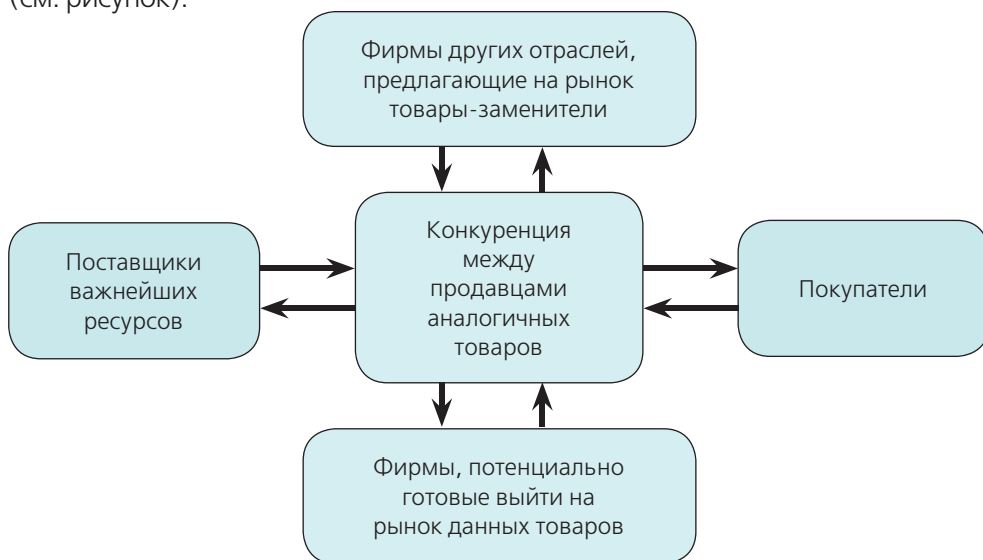 (см. рисунок).
Фирмы других отраслей,
предлагающие на рынок
товары-заменители
Поставщики
важнейших
ресурсов
Конкуренция
между
продавцами
аналогичных
товаров
Покупатели
Фирмы, потенциально
готовые выйти на
рынок данных товаров